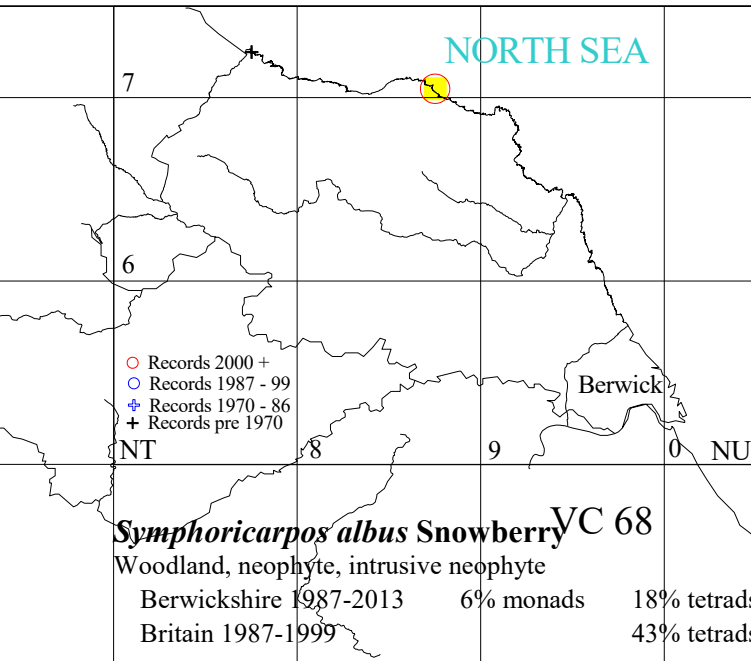 NORTH SEA
7
6
Records 2000 +
Records 1987 - 99
Records 1970 - 86
Records pre 1970
Berwick
NT
8
9
0
NU
VC 68
Symphoricarpos albus Snowberry
Woodland, neophyte, intrusive neophyte
Berwickshire 1987-2013 6% monads 18% tetrads
Britain 1987-1999 43% tetrads